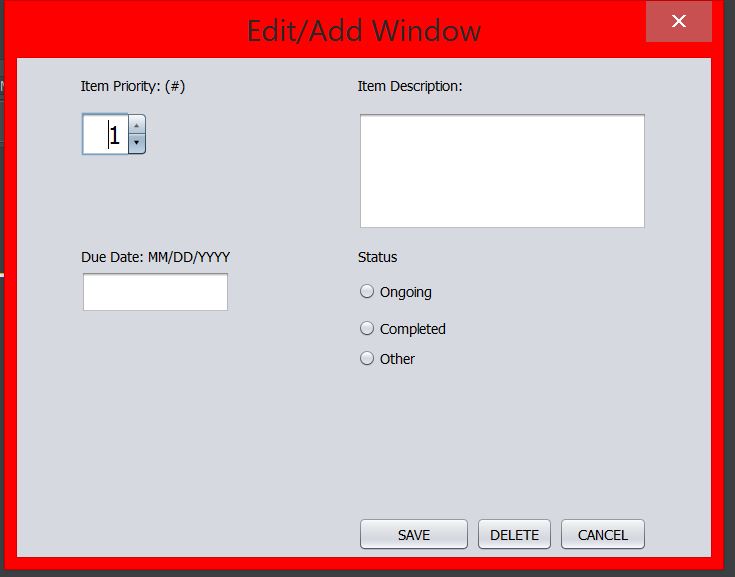 Edit/Add Window
Item Priority: (#)
Item Description:
1
Due Date: MM/DD/YYYY
Status
Ongoing
Completed
Other
SAVE
DELETE
CANCEL